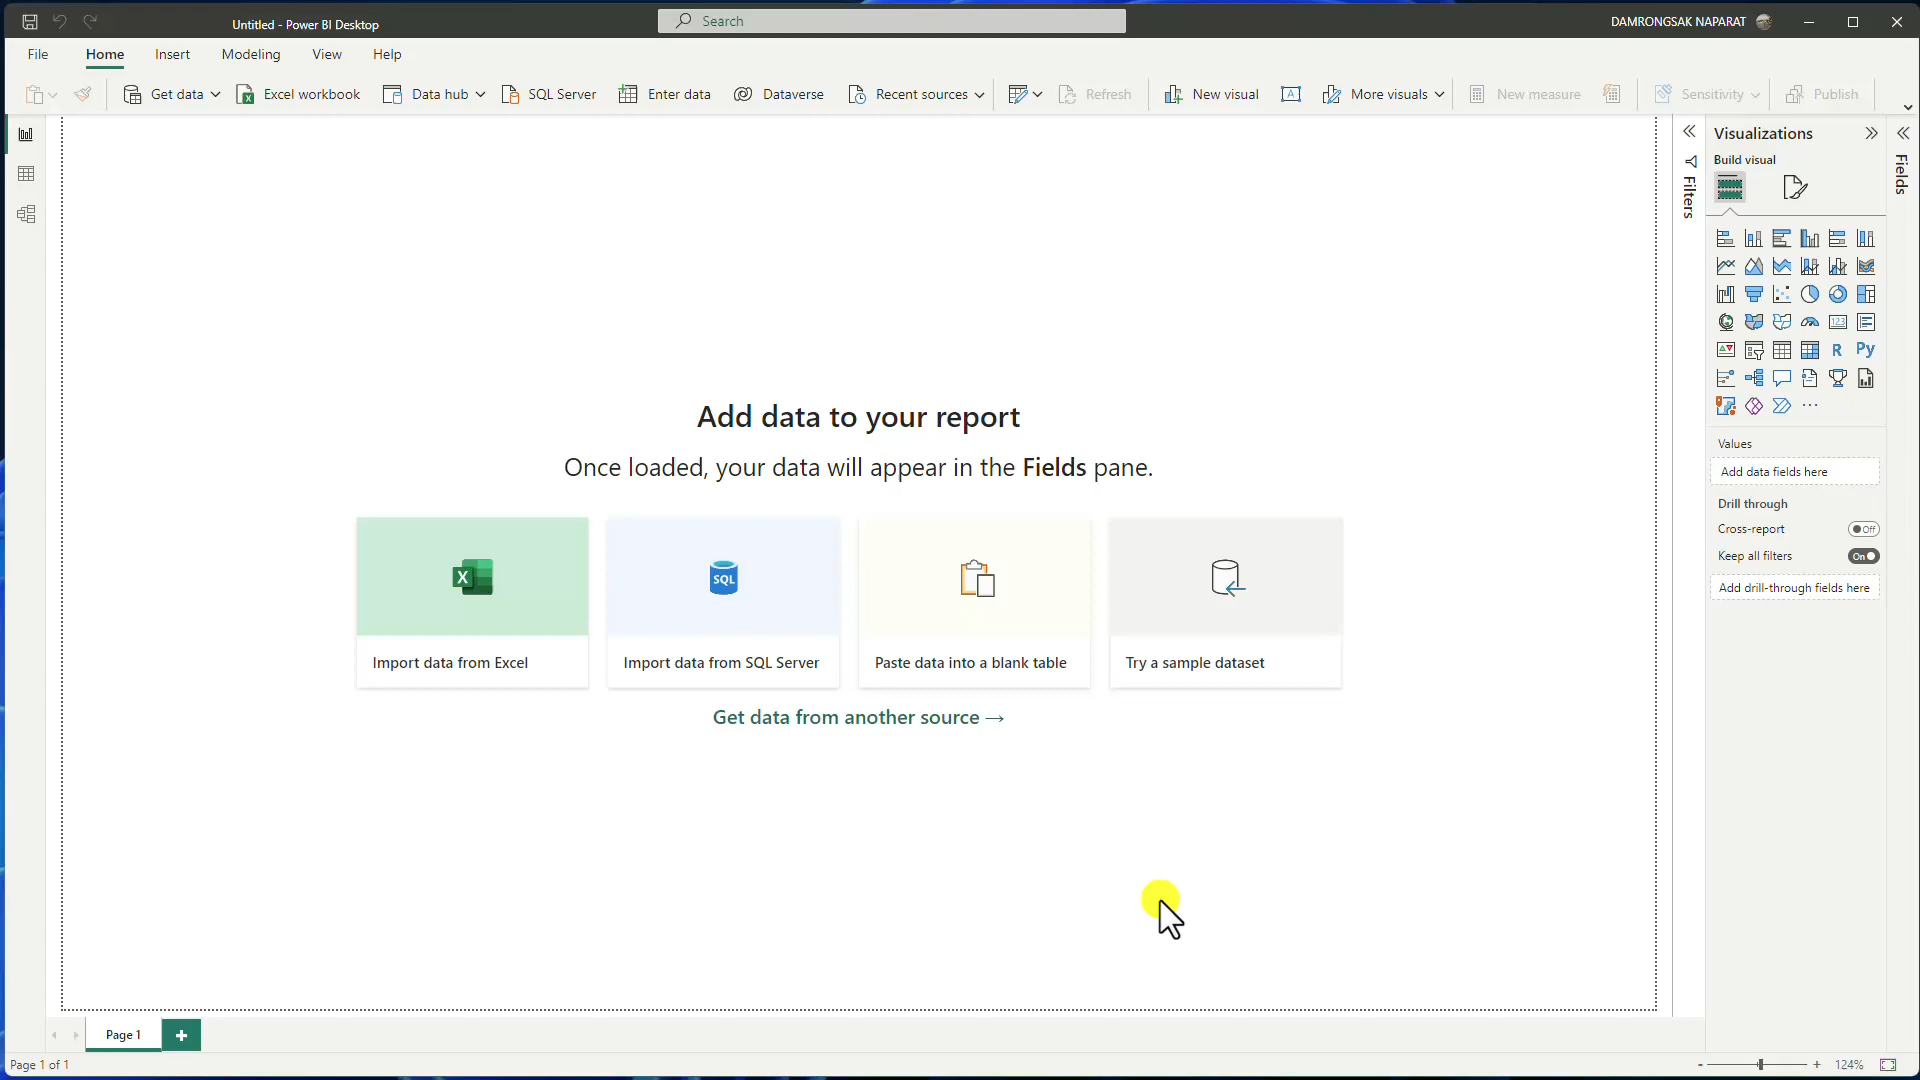 Untitled - Power BI Desktop
Search
DAMRONGSAK NAPARAT
File
Home
Insert
Modeling
View
Help
Get data
Excel workbook
Data hub
SQL Server
Enter data
Dataverse
Recent sources
Refresh
New visual
A
More visuals
New measure
Sensitivity
Publish
Filters
Visualizations
Build visual
Fields
123
R
Py
Add data to your report
Once loaded, your data will appear in the Fields pane.
X
SQL
Import data from Excel
Import data from SQL Server
Paste data into a blank table
Try a sample dataset
Get data from another source →
Values
Add data fields here
Drill through
Cross-report
Off
Keep all filters
On
Add drill-through fields here
Page 1
+
Page 1 of 1
- + 124%